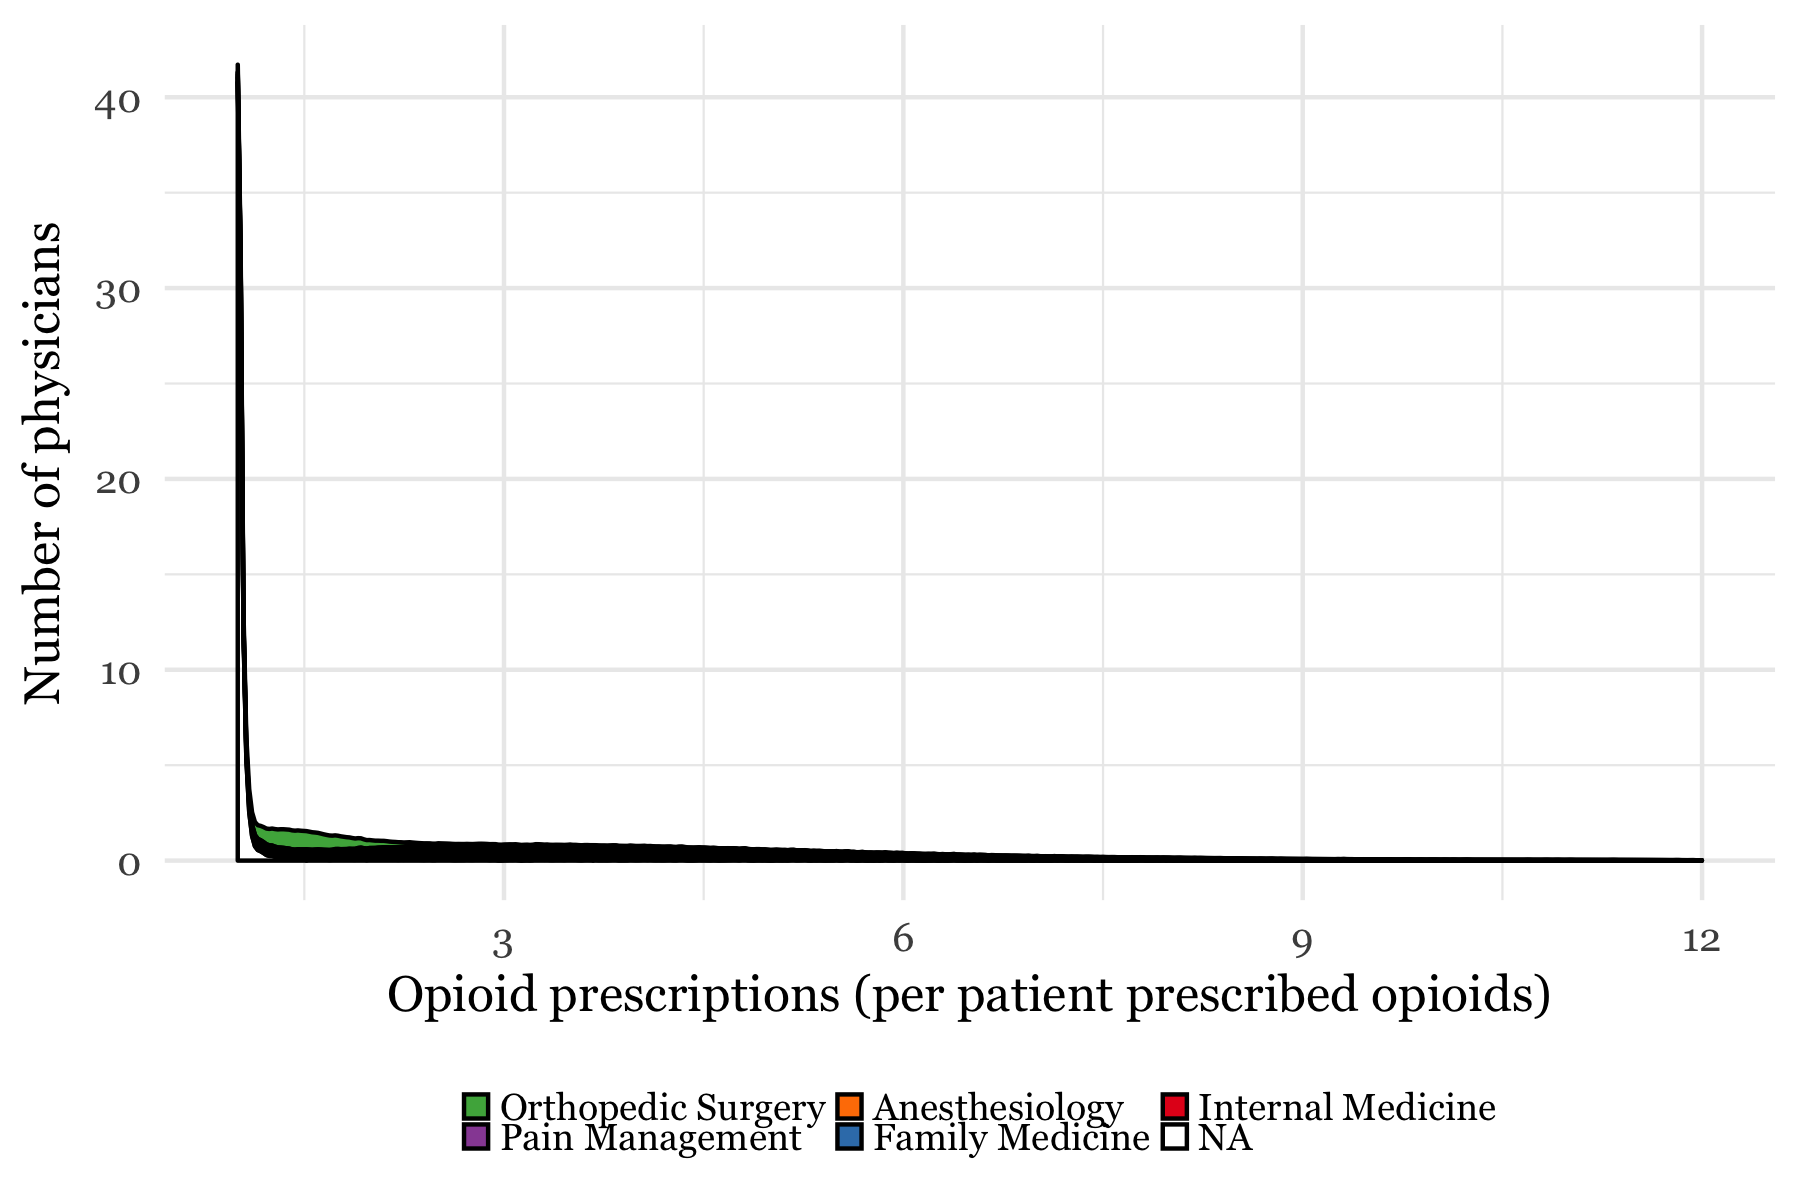 Number of physicians
40
30
20
10
0
3 6 9 12
Opioid prescriptions (per patient prescribed opioids)
Orthopedic Surgery Anesthesiology Internal Medicine
Pain Management Family Medicine NA